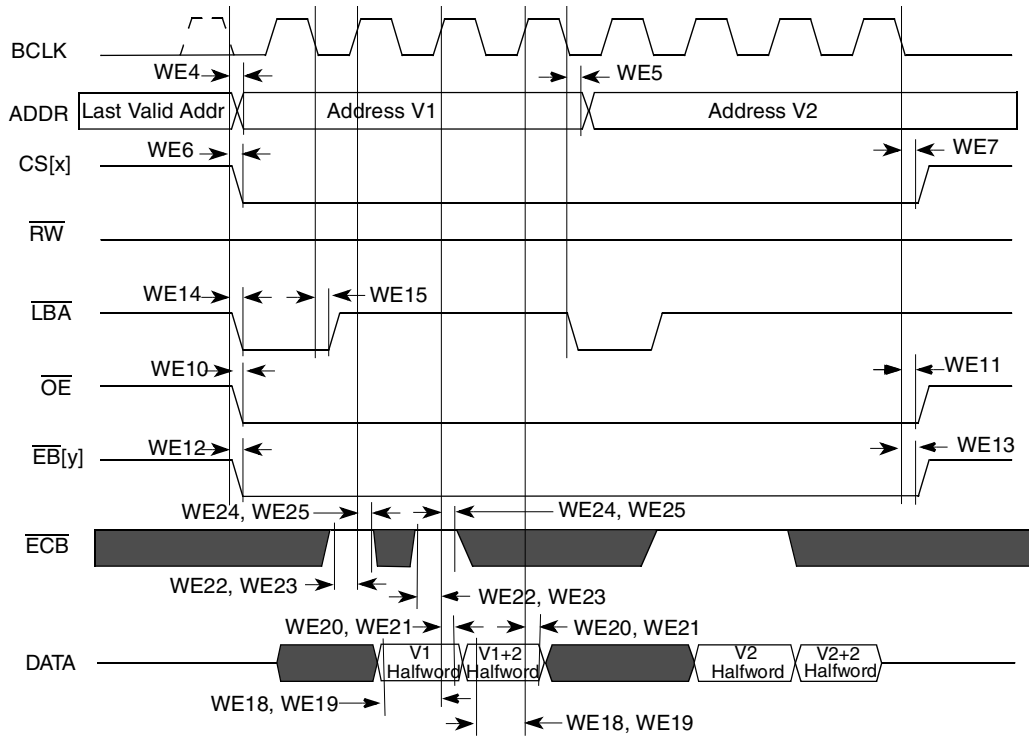 BCLK
WE4
WE5
ADDR
Last Valid Addr
Address V1
Address V2
WE6
WE7
CS[x]
RW
WE14
WE15
LBA
WE10
WE11
OE
WE12
WE13
EB[y]
WE24, WE25
WE24, WE25
ECB
WE22, WE23
WE22, WE23
WE20, WE21
WE20, WE21
DATA
V1
Halfword
V1+2
Halfword
V2
Halfword
V2+2
Halfword
WE18, WE19
WE18, WE19